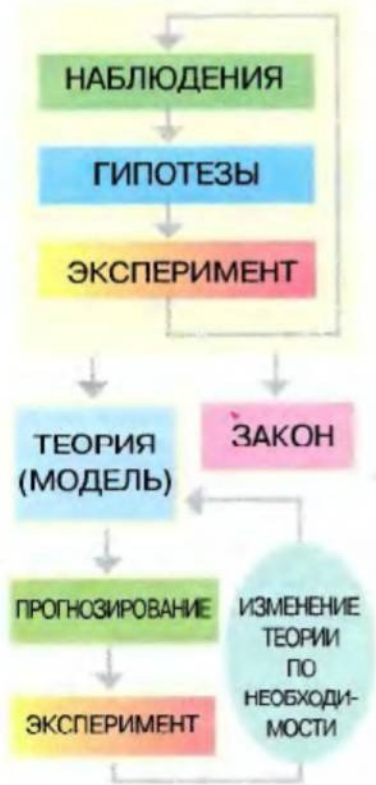 НАБЛЮДЕНИЯ
ГИПОТЕЗЫ
ЭКСПЕРИМЕНТ
ТЕОРИЯ
(МОДЕЛЬ)
ЗАКОН
ПРОГНОЗИРОВАНИЕ
ЭКСПЕРИМЕНТ
ИЗМЕНЕНИЕ
ТЕОРИИ
ПО
НЕОБХОДИ-
МОСТИ